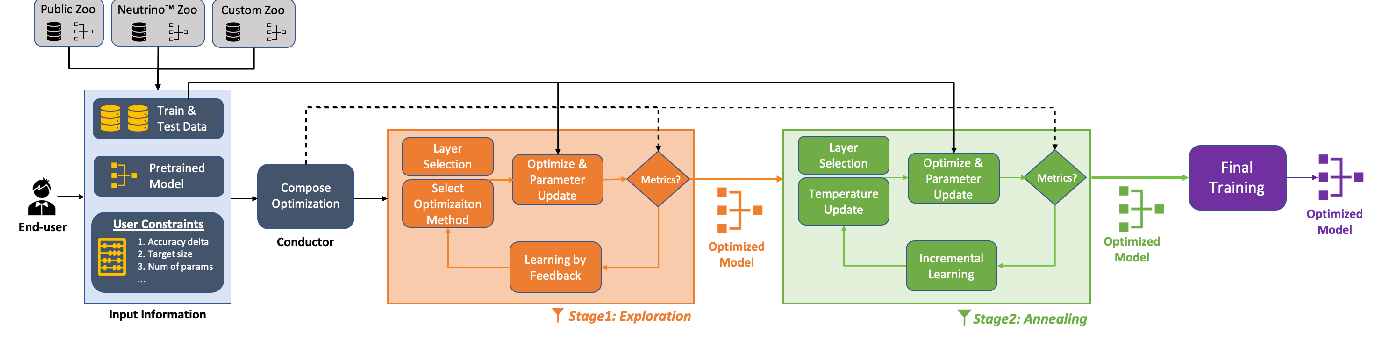 Public Zoo
Neutrino™ Zoo
Custom Zoo
Train &
Test Data
Pretrained
Model
User Constraints
1. Accuracy delta
2. Target size
3. Num of params
...
Input Information
End-user
Compose
Optimization
Conductor
Layer
Selection
Select
Optimizaiton
Method
Optimize &
Parameter
Update
Metrics?
Learning by
Feedback
Stage1: Exploration
Optimized
Model
Layer
Selection
Temperature
Update
Optimize &
Parameter
Update
Metrics?
Incremental
Learning
Stage2: Annealing
Optimized
Model
Final
Training
Optimized
Model